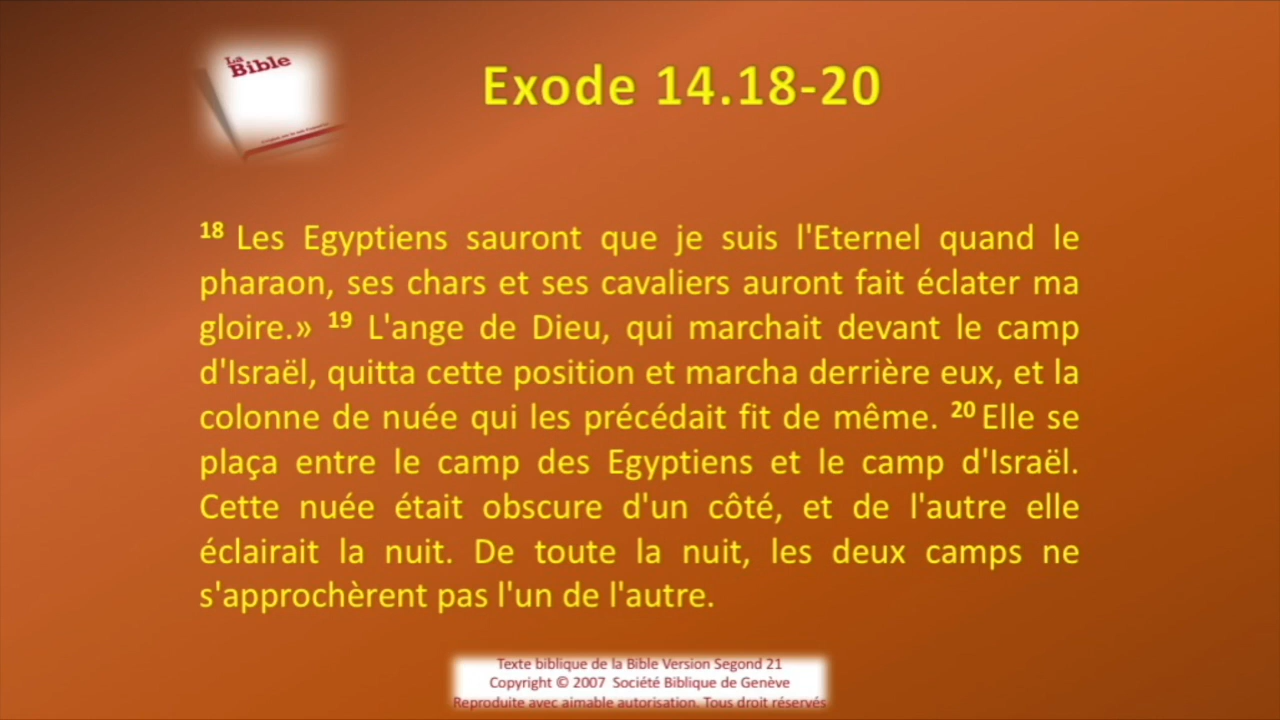 La
Bible
Exode 14.18-20
18 Les Egyptiens sauront que je suis l'Eternel quand le
pharaon, ses chars et ses cavaliers auront fait éclater ma
gloire.» 19 L'ange de Dieu, qui marchait devant le camp
d'Israël, quitta cette position et marcha derrière eux, et la
colonne de nuée qui les précédait fit de même. 20 Elle se
plaça entre le camp des Egyptiens et le camp d'Israël.
Cette nuée était obscure d'un côté, et de l'autre elle
éclairait la nuit. De toute la nuit, les deux camps ne
s'approchèrent pas l'un de l'autre.
Texte biblique de la Bible Version Segond 21
Copyright © 2007 Société Biblique de Genève
Reproduite avec aimable autorisation. Tous droit réservés